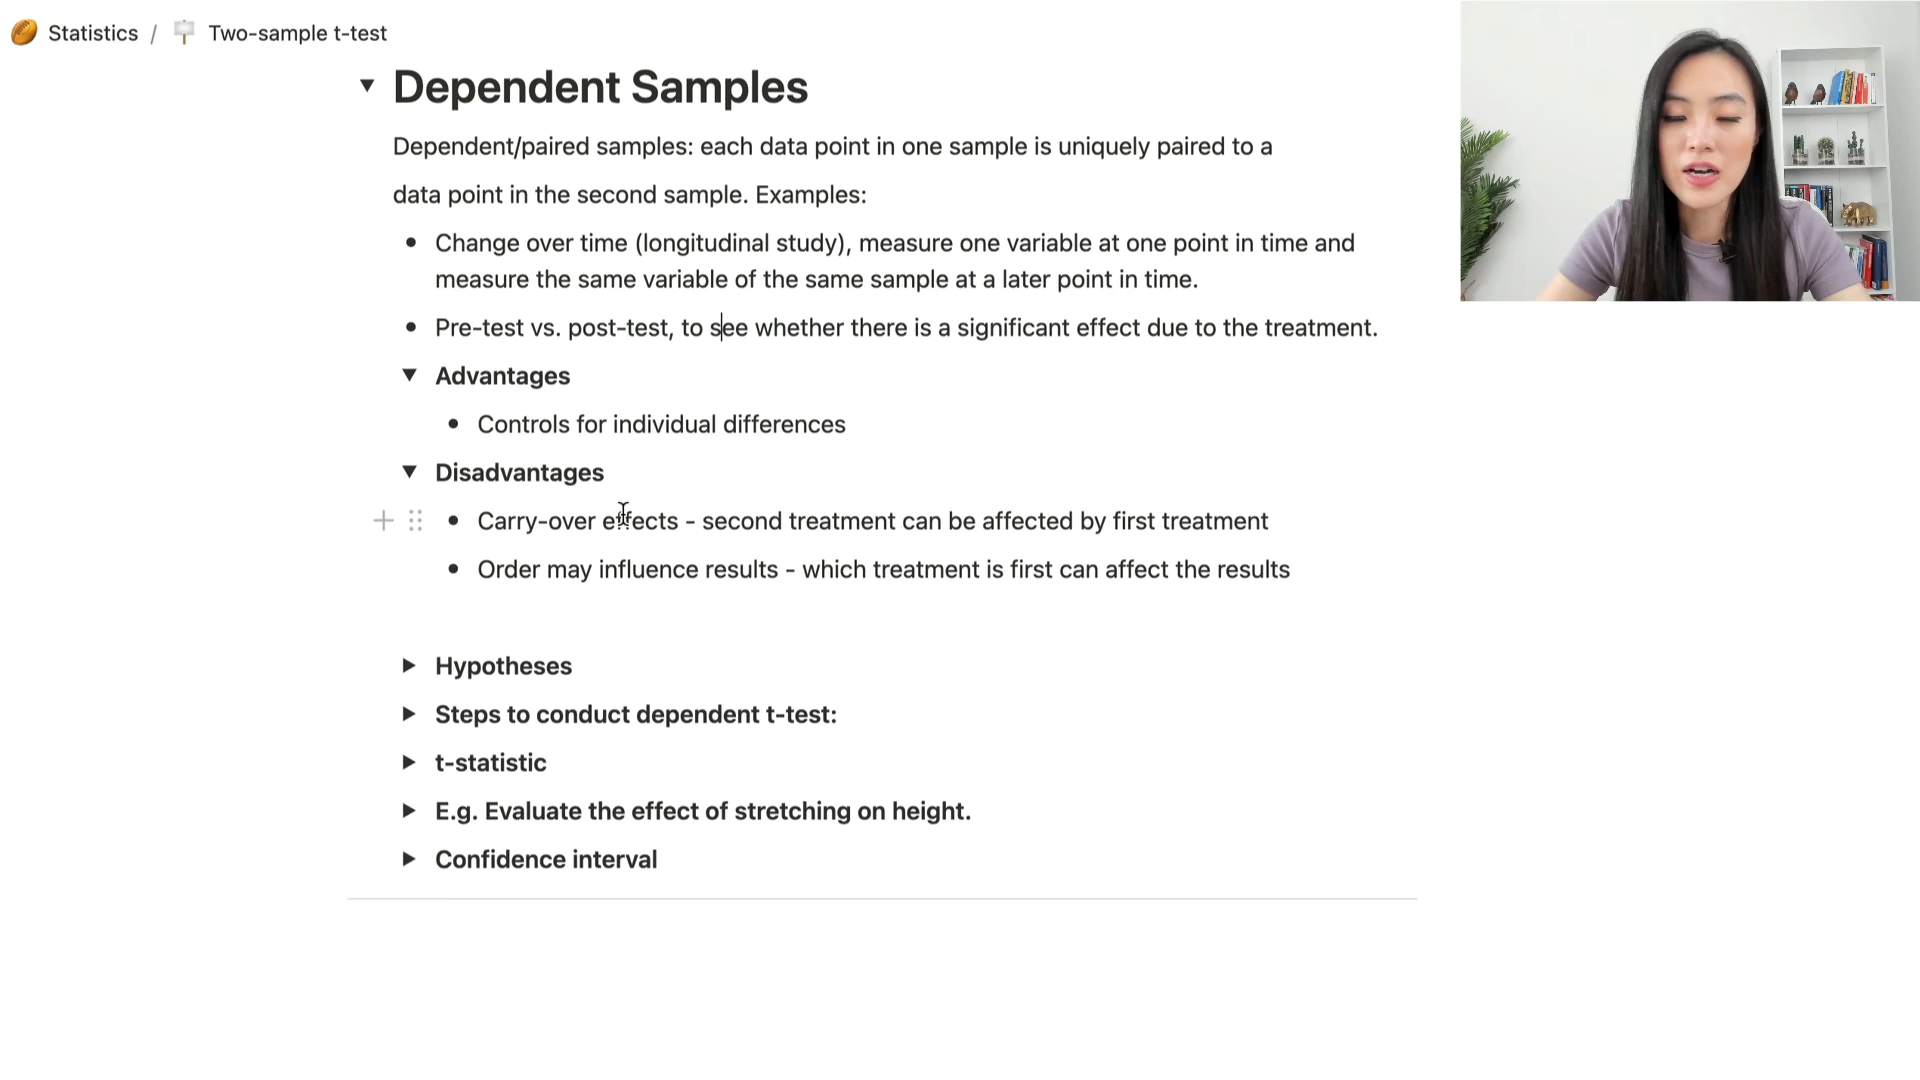 Statistics / Two-sample t-test
Dependent Samples
Dependent/paired samples: each data point in one sample is uniquely paired to a
data point in the second sample. Examples:
Change over time (longitudinal study), measure one variable at one point in time and
measure the same variable of the same sample at a later point in time.
Pre-test vs. post-test, to see whether there is a significant effect due to the treatment.
Advantages
Controls for individual differences
Disadvantages
Carry-over effects - second treatment can be affected by first treatment
Order may influence results - which treatment is first can affect the results
Hypotheses
Steps to conduct dependent t-test:
t-statistic
E.g. Evaluate the effect of stretching on height.
Confidence interval